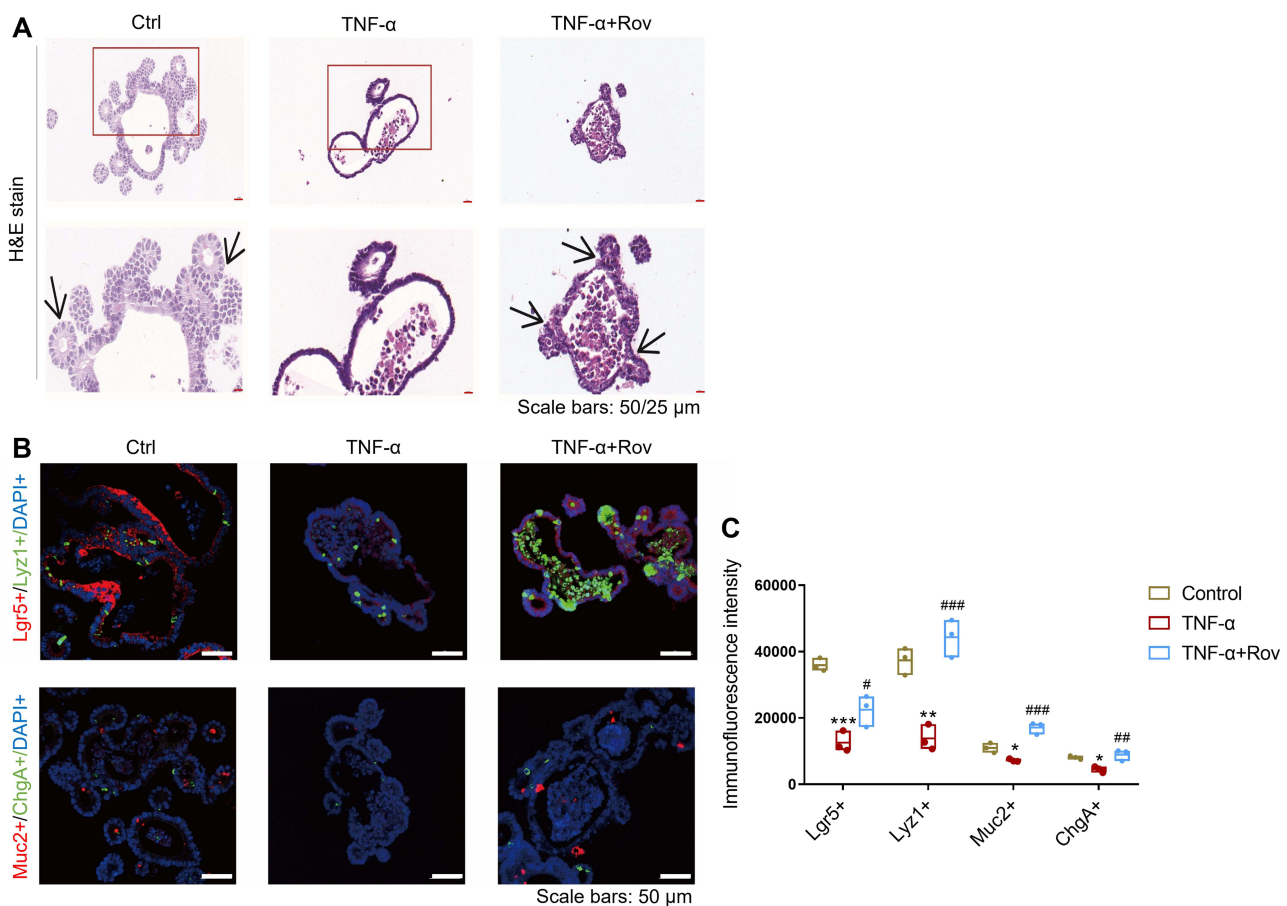 A
Ctrl
TNF-α
TNF-α+Rov
H&E stain
Scale bars: 50/25 μm
B
Ctrl
TNF-α
TNF-α+Rov
Lgr5+/Lyz1+/DAPI+
Muc2+/ChgA+/DAPI+
Scale bars: 50 μm
C
Immunofluorescence intensity
60000
40000
20000
0
***
#
**
###
*
###
*
##
Lgr5+
Lyz1+
Muc2+
ChgA+
Control
TNF-α
TNF-α+Rov